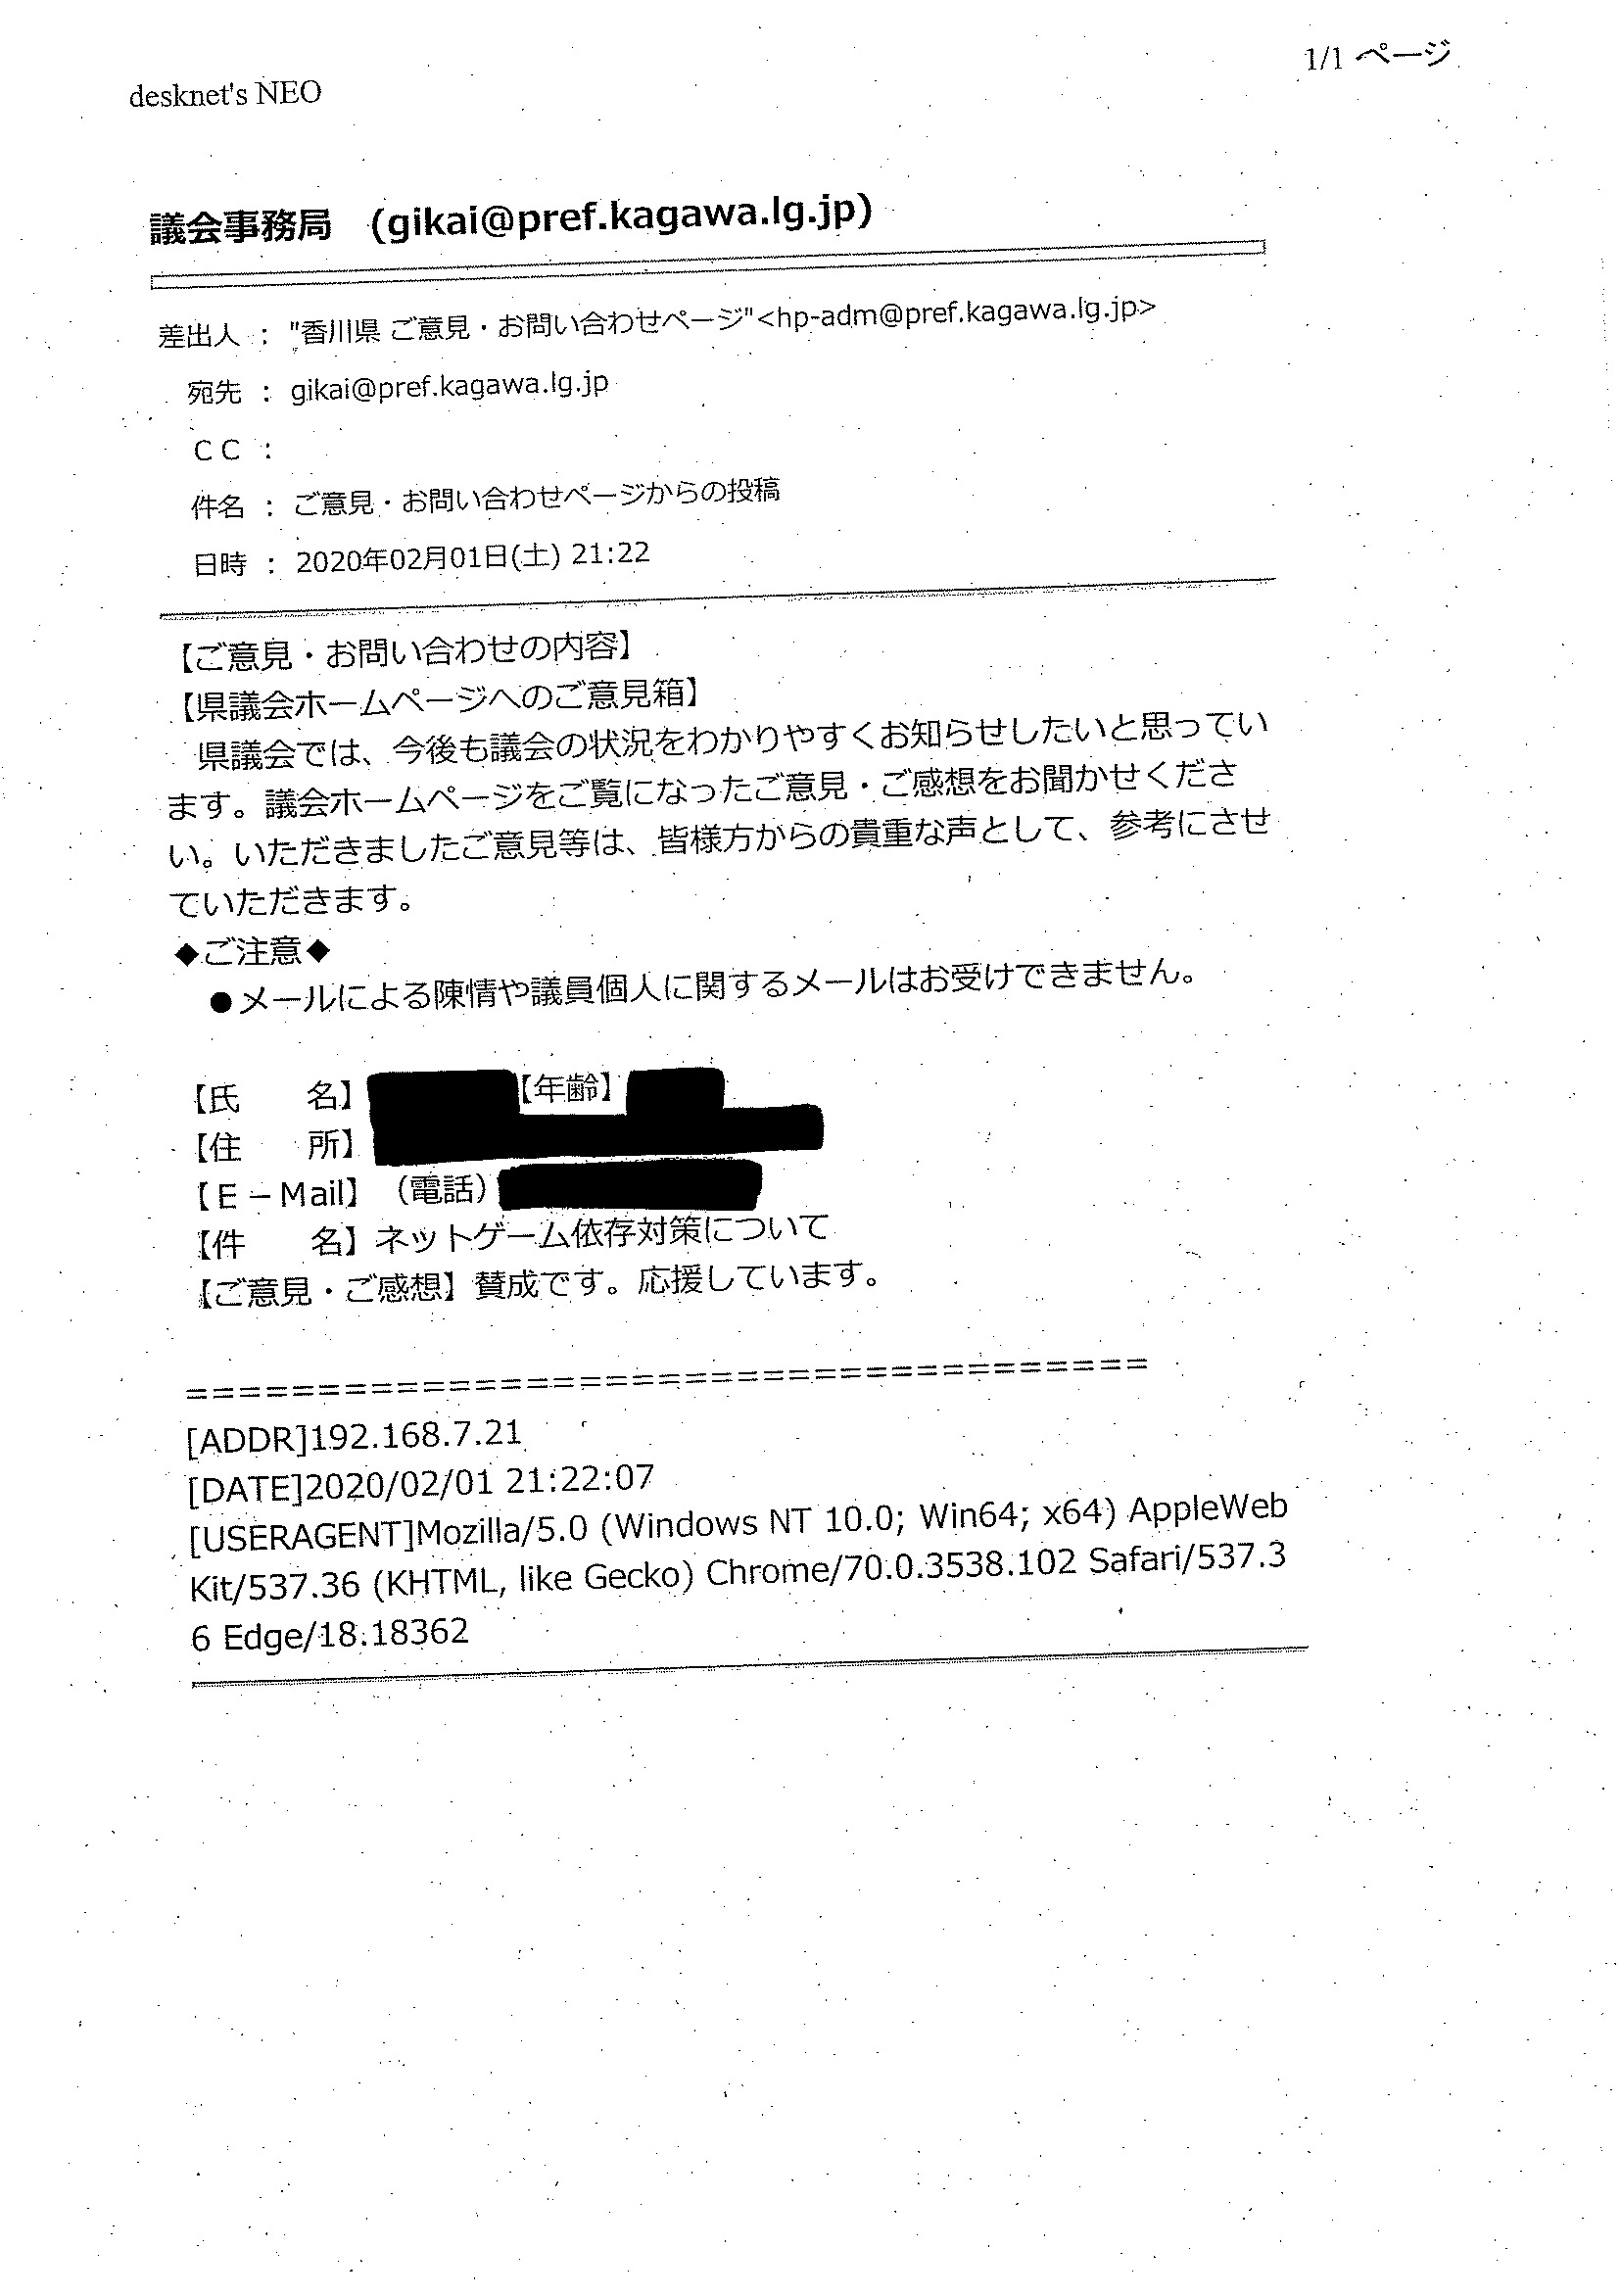 1/1 ページ
desknet's NEO
議会事務局 (gikai@pref.kagawa.lg.jp)
差出人 : "香川県 ご意見・お問い合わせページ"<hp-adm@pref.kagawa.lg.jp>
宛先 : gikai@pref.kagawa.lg.jp
ＣＣ :
件名 : ご意見・お問い合わせページからの投稿
日時 : 2020年02月01日(土) 21:22
【ご意見・お問い合わせの内容】
【県議会ホームページへのご意見箱】
　県議会では、今後も議会の状況をわかりやすくお知らせしたいと思ってい
ます。議会ホームページをご覧になったご意見・ご感想をお聞かせくださ
い。いただきましたご意見等は、皆様方からの貴重な声として、参考にさせ
ていただきます。
◆ご注意◆
　●メールによる陳情や議員個人に関するメールはお受けできません。
【氏　　名】【年齢】
【住　　所】
【Ｅ－Mail】（電話）
【件　　名】ネットゲーム依存対策について
【ご意見・ご感想】賛成です。応援しています。
=====================================
[ADDR]192.168.7.21
[DATE]2020/02/01 21:22:07
[USERAGENT]Mozilla/5.0 (Windows NT 10.0; Win64; x64) AppleWeb
Kit/537.36 (KHTML, like Gecko) Chrome/70.0.3538.102 Safari/537.3
6 Edge/18.18362